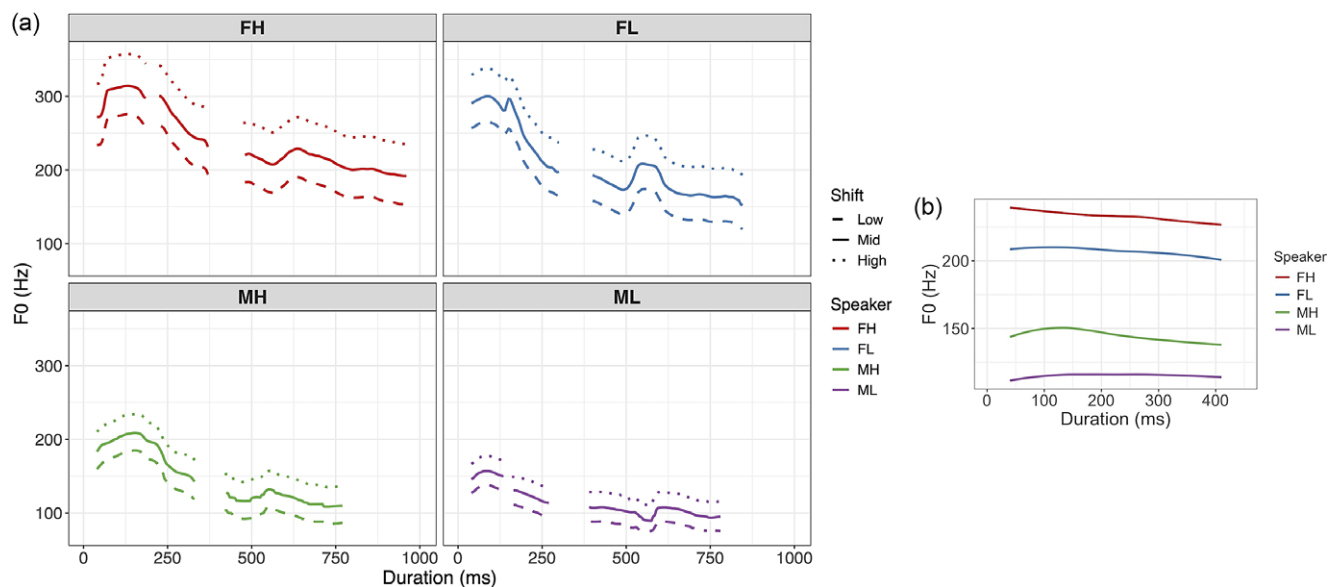 (a)
FH
FL
F0 (Hz)
300
200
100
MH
ML
300
200
100
0
250
500
750
1000
0
250
500
750
1000
Duration (ms)
Shift
Low
Mid
High
Speaker
FH
FL
MH
ML
(b)
F0 (Hz)
200
150
0
100
200
300
400
Duration (ms)
Speaker
FH
FL
MH
ML